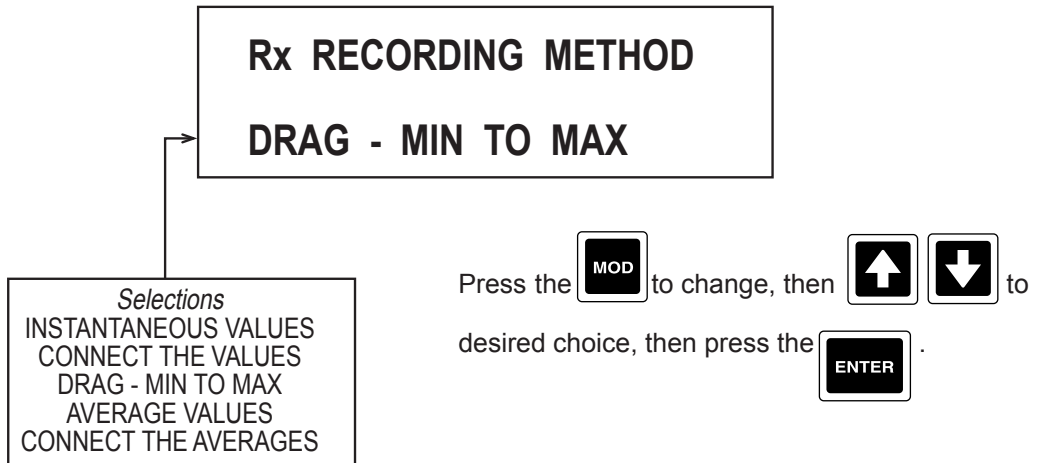 Rx RECORDING METHOD
DRAG - MIN TO MAX
Selections
INSTANTANEOUS VALUES
CONNECT THE VALUES
DRAG - MIN TO MAX
AVERAGE VALUES
CONNECT THE AVERAGES
Press the MOD to change, then to
desired choice, then press the ENTER .